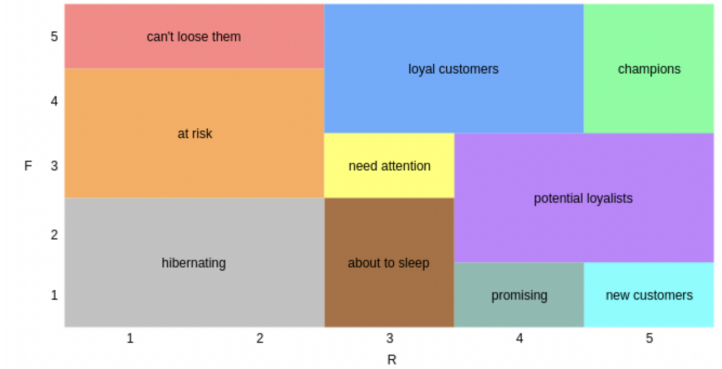 5
can't loose them
loyal customers
champions
4
at risk
F
3
need attention
potential loyalists
2
hibernating
about to sleep
1
promising
new customers
1
2
3
4
5
R